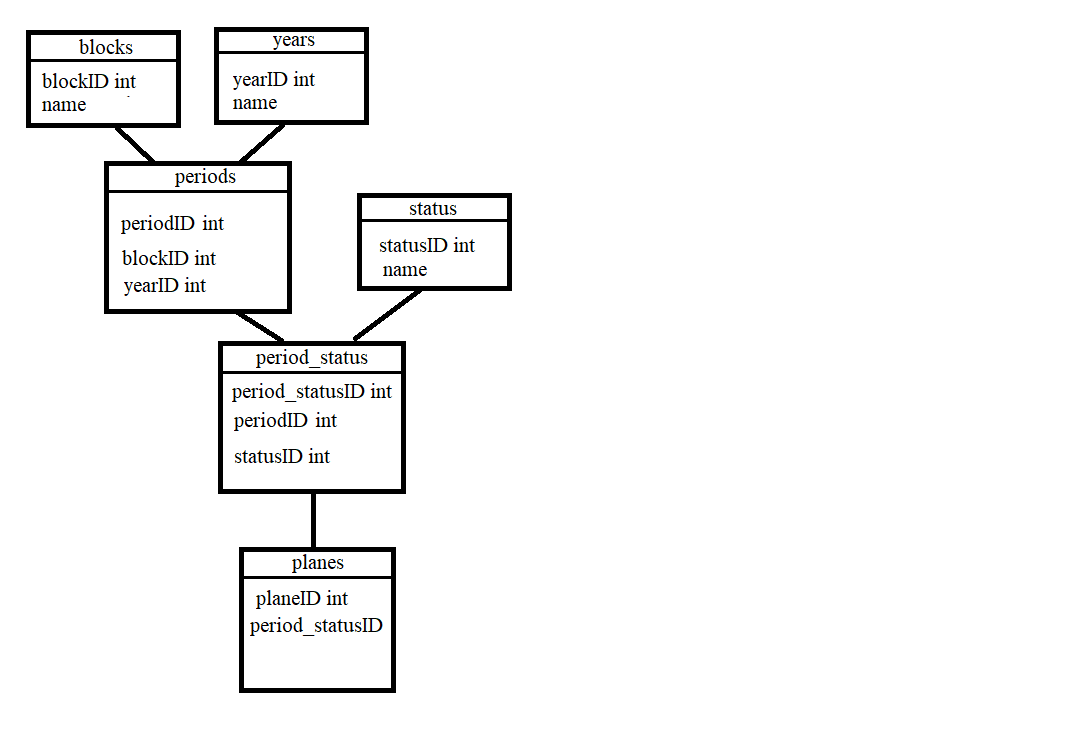 blocks
blockID int
name
years
yearID int
name
periods
periodID int
blockID int
yearID int
status
statusID int
name
period_status
period_statusID int
periodID int
statusID int
planes
planeID int
period_statusID